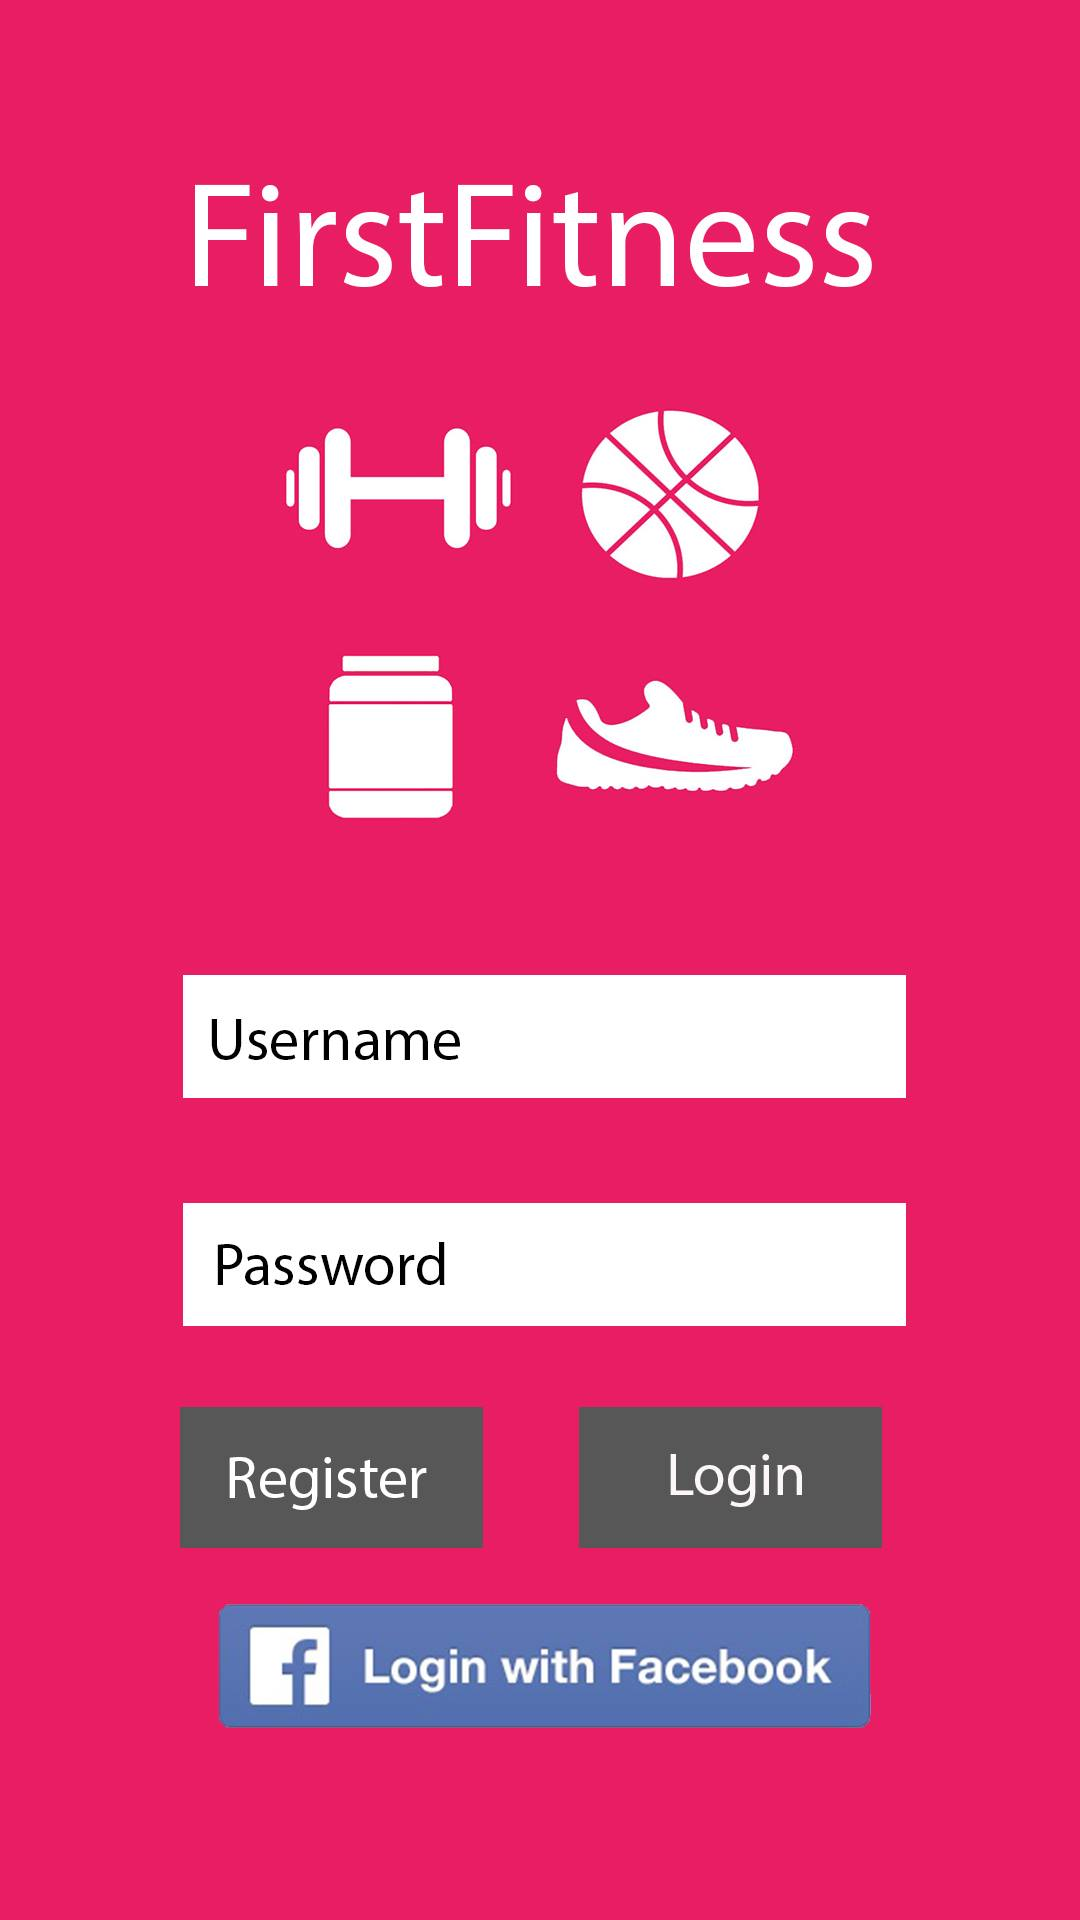 FirstFitness
Username
Password
Register
Login
Login with Facebook